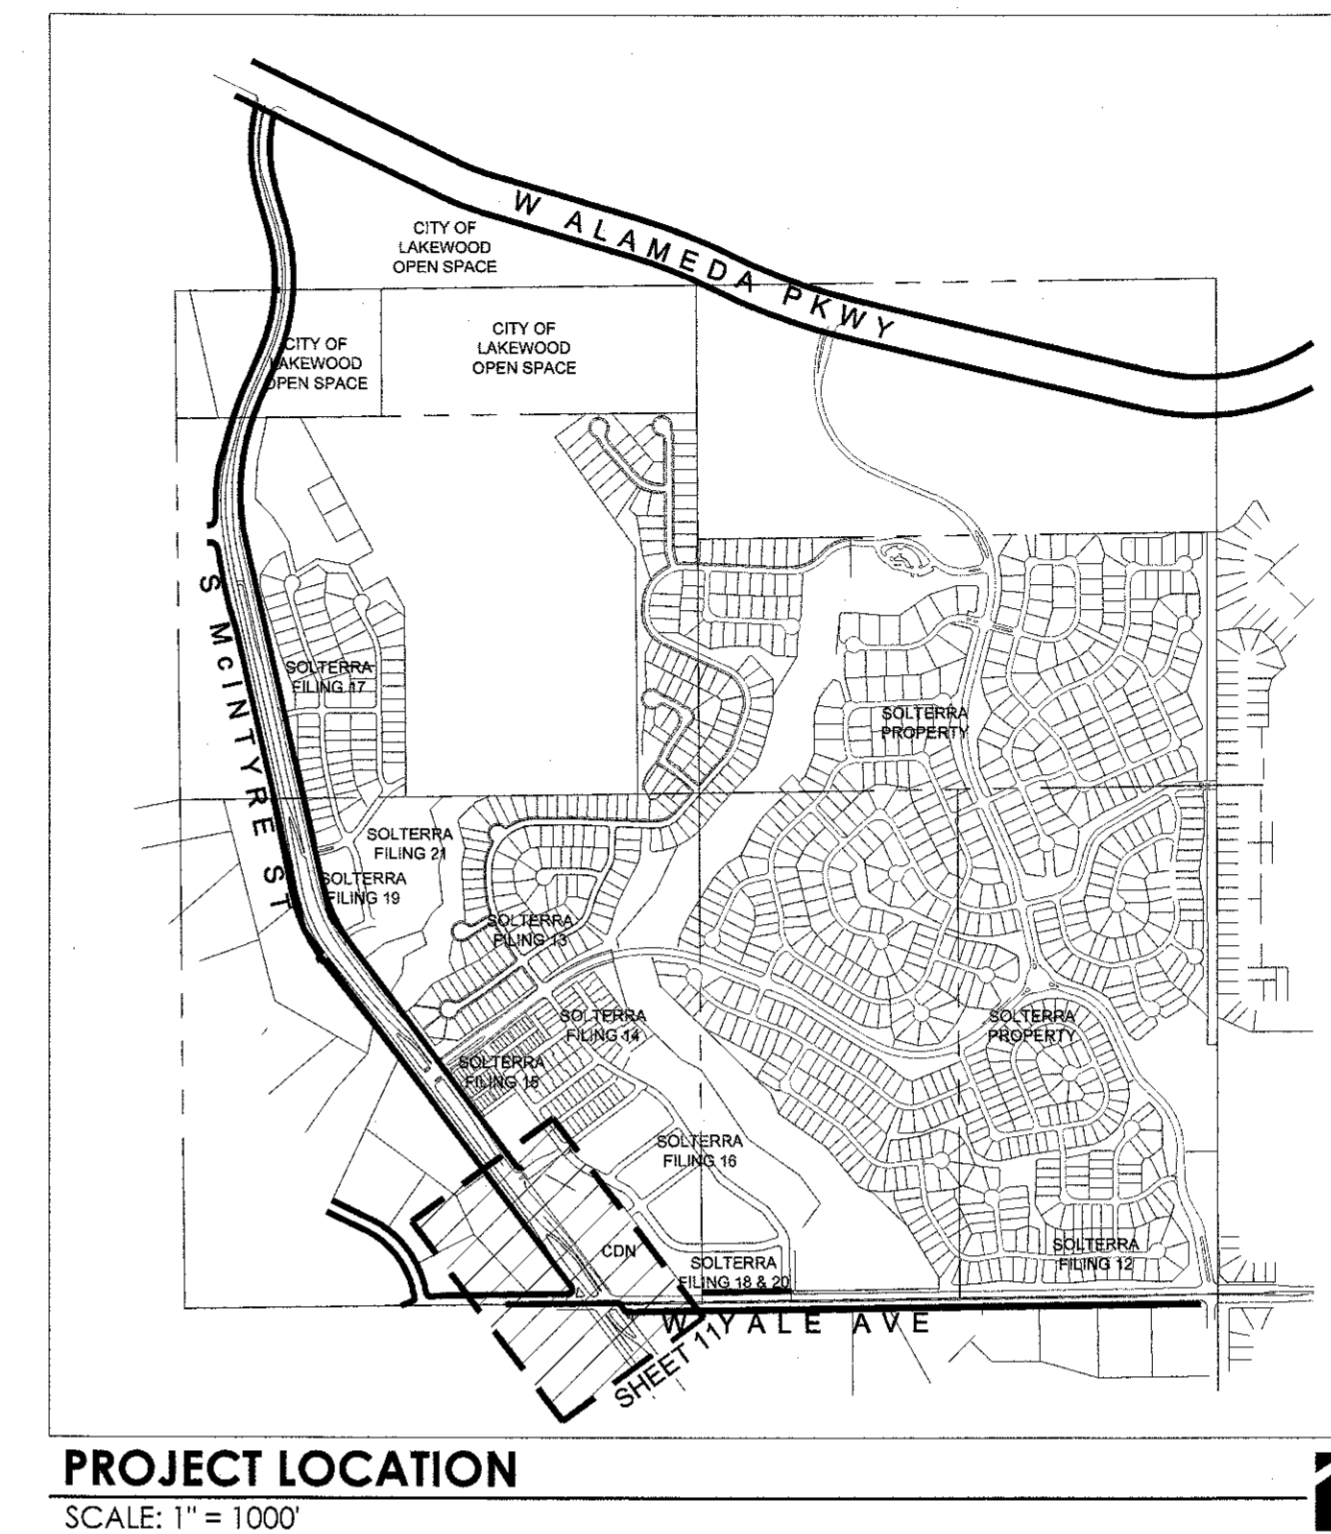 W ALAMEDA PKWY
CITY OF
LAKEWOOD
OPEN SPACE
CITY OF
LAKEWOOD
OPEN SPACE
CITY OF
LAKEWOOD
OPEN SPACE
S McINTYRE ST
SOLTERRA
FILING 17
SOLTERRA
PROPERTY
SOLTERRA
FILING 21
SOLTERRA
FILING 19
SOLTERRA
FILING 13
SOLTERRA
FILING 14
SOLTERRA
PROPERTY
SOLTERRA
FILING 15
SOLTERRA
FILING 16
CDN
SOLTERRA
FILING 18 & 20
SOLTERRA
FILING 12
W YALE AVE
SHEET 11
PROJECT LOCATION
SCALE: 1" = 1000'